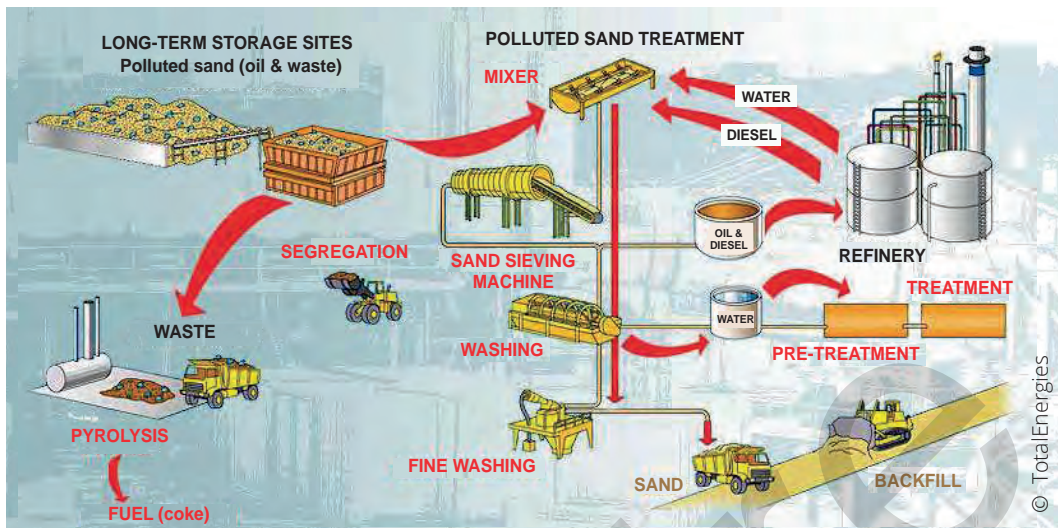 LONG-TERM STORAGE SITES
Polluted sand (oil & waste)
POLLUTED SAND TREATMENT
MIXER
WATER
DIESEL
OIL &
DIESEL
REFINERY
SEGREGATION
SAND SIEVING
MACHINE
WATER
TREATMENT
PRE-TREATMENT
WASTE
WASHING
PYROLYSIS
FUEL (coke)
FINE WASHING
SAND
BACKFILL
© TotalEnergies